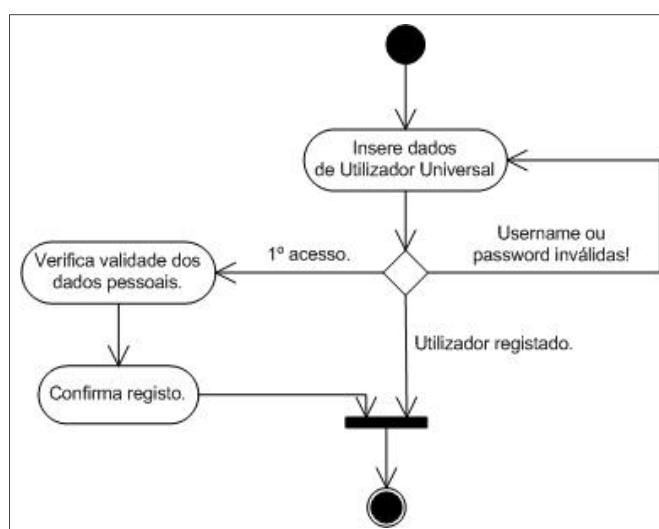 Insere dados
de Utilizador Universal
Username ou
password inválidas!
1º acesso.
Verifica validade dos
dados pessoais.
Utilizador registado.
Confirma registo.